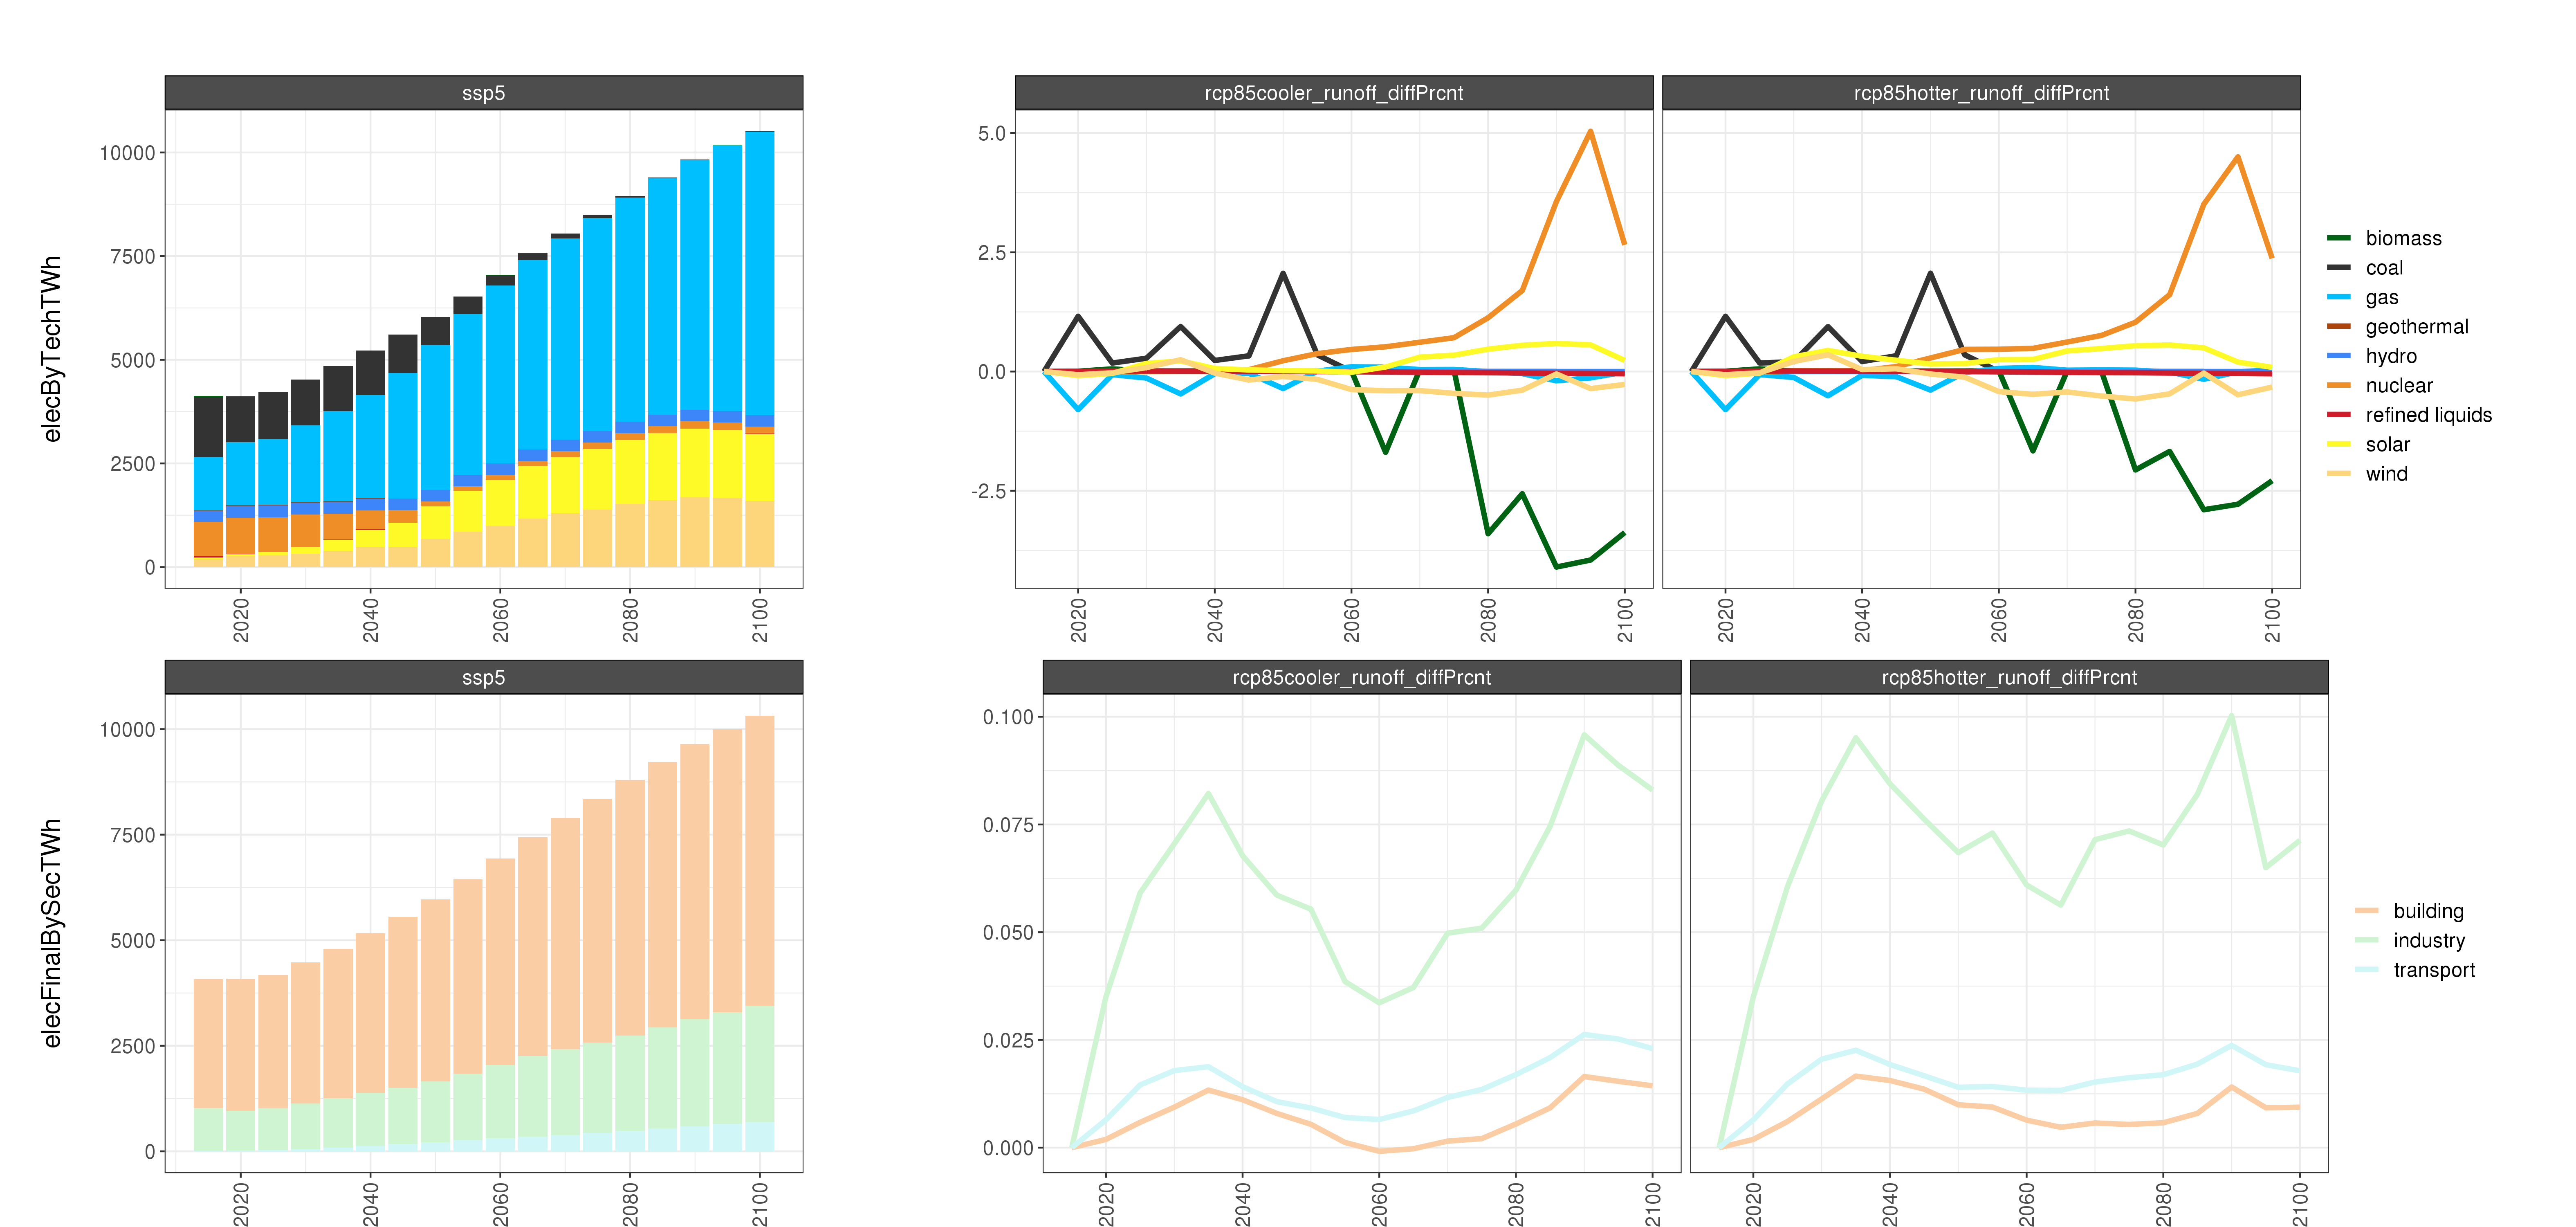 ssp5
elecByTechTWh
10000
7500
5000
2500
0
2020 2040 2060 2080 2100
rcp85cooler_runoff_diffPrcnt rcp85hotter_runoff_diffPrcnt
5.0
2.5
0.0
-2.5
2020 2040 2060 2080 2100 2020 2040 2060 2080 2100
biomass
coal
gas
geothermal
hydro
nuclear
refined liquids
solar
wind
ssp5
elecFinalBySecTWh
10000
7500
5000
2500
0
2020 2040 2060 2080 2100
rcp85cooler_runoff_diffPrcnt rcp85hotter_runoff_diffPrcnt
0.100
0.075
0.050
0.025
0.000
2020 2040 2060 2080 2100 2020 2040 2060 2080 2100
building
industry
transport